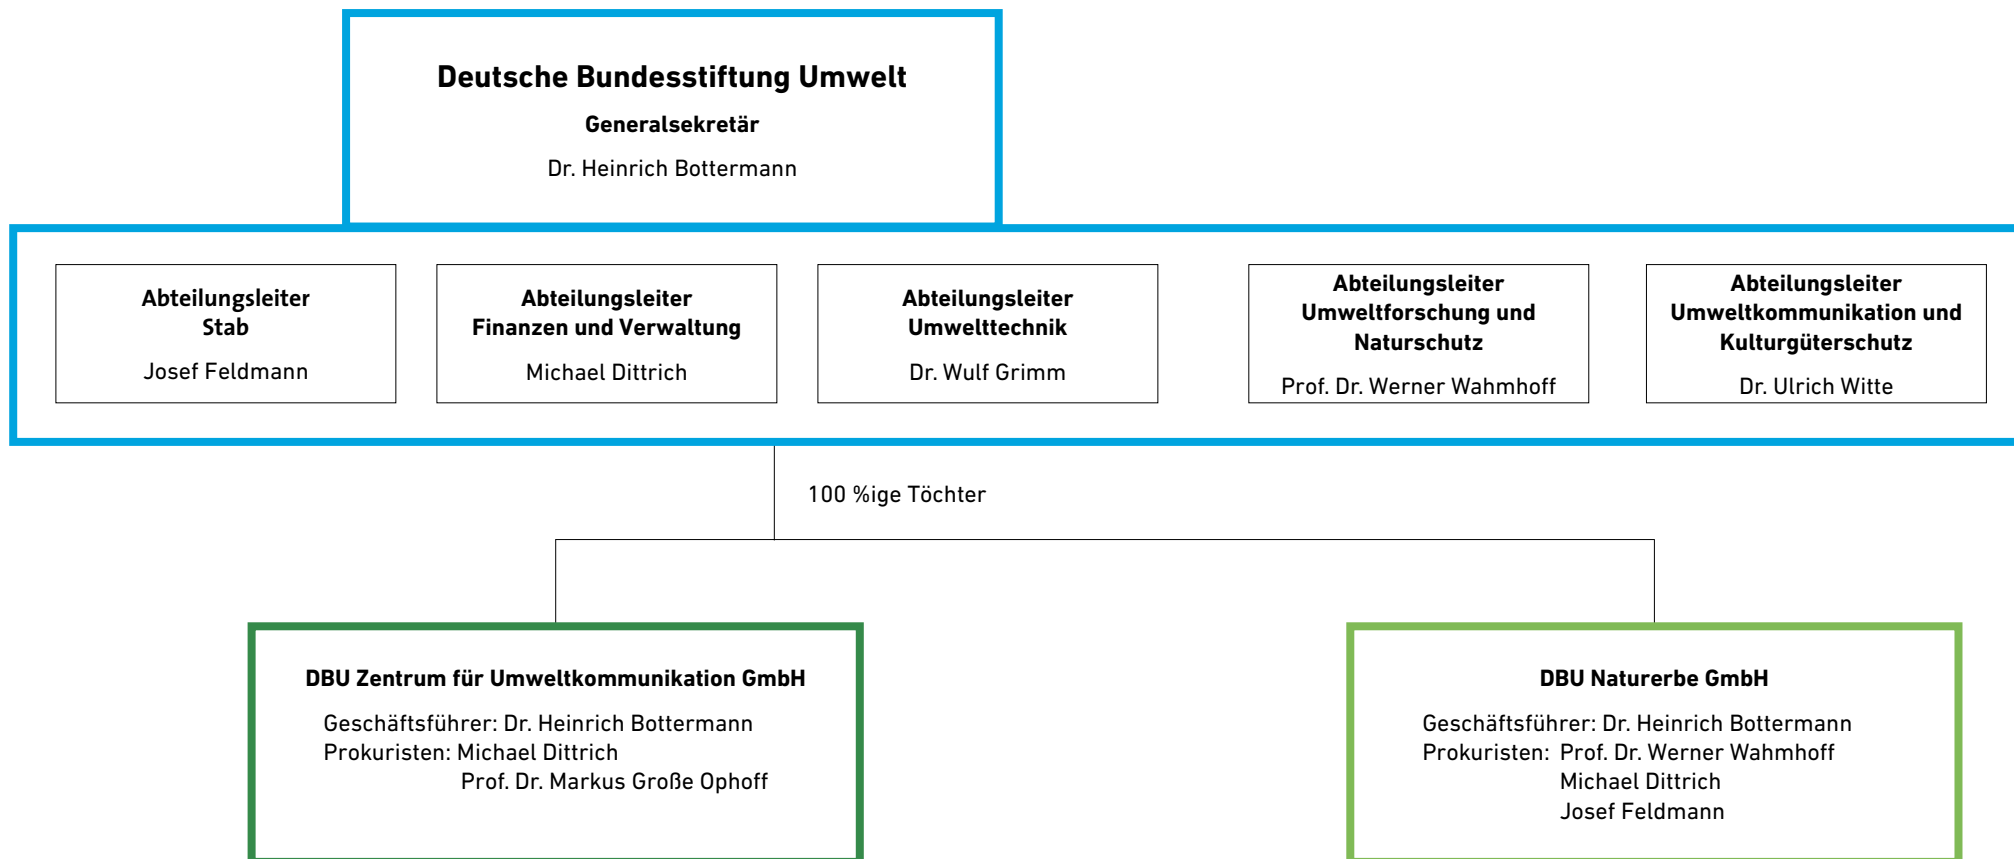 Deutsche Bundesstiftung Umwelt
Generalsekretär
Dr. Heinrich Bottermann
Abteilungsleiter
Stab
Josef Feldmann
Abteilungsleiter
Finanzen und Verwaltung
Michael Dittrich
Abteilungsleiter
Umwelttechnik
Dr. Wulf Grimm
Abteilungsleiter
Umweltforschung und
Naturschutz
Prof. Dr. Werner Wahmhoff
Abteilungsleiter
Umweltkommunikation und
Kulturgüterschutz
Dr. Ulrich Witte
100 %ige Töchter
DBU Zentrum für Umweltkommunikation GmbH
Geschäftsführer: Dr. Heinrich Bottermann
Prokuristen: Michael Dittrich
Prof. Dr. Markus Große Ophoff
DBU Naturerbe GmbH
Geschäftsführer: Dr. Heinrich Bottermann
Prokuristen: Prof. Dr. Werner Wahmhoff
Michael Dittrich
Josef Feldmann